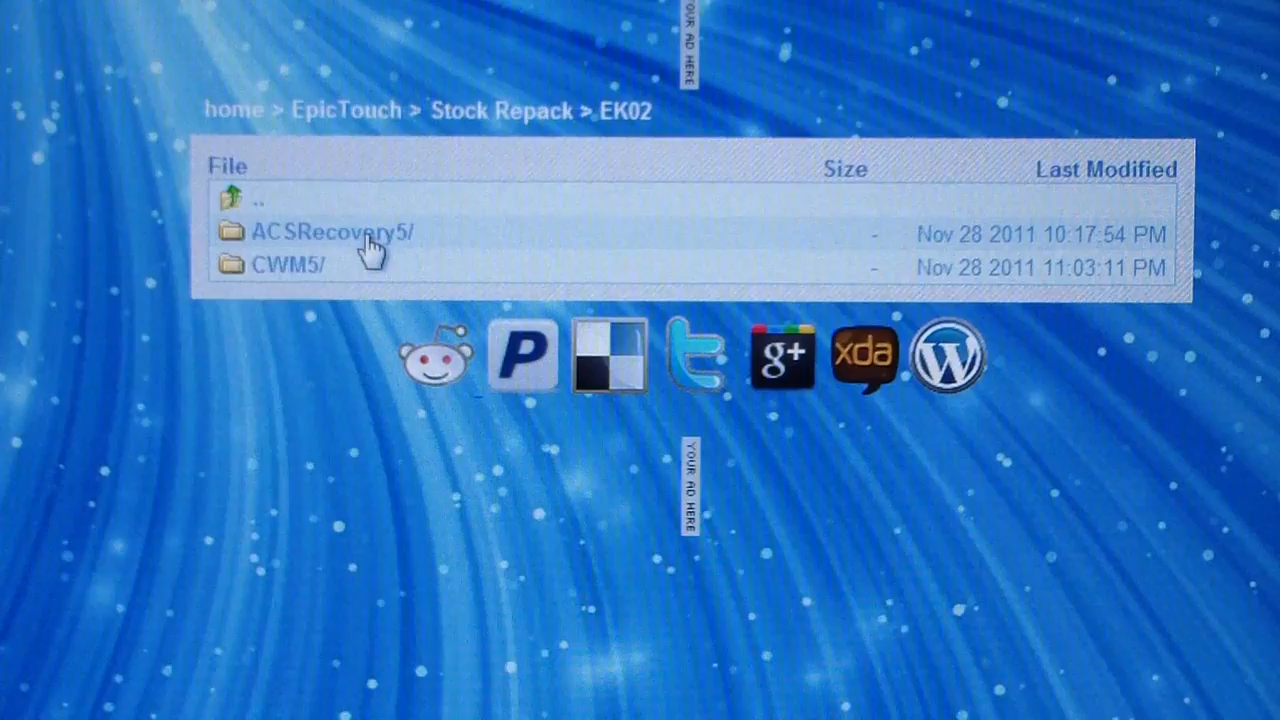 YOUR AD HERE
home > EpicTouch > Stock Repack > EK02
File Size Last Modified
..
ACSRecovery5/ - Nov 28 2011 10:17:54 PM
CWM5/ - Nov 28 2011 11:03:11 PM
P g+ xda W
YOUR AD HERE